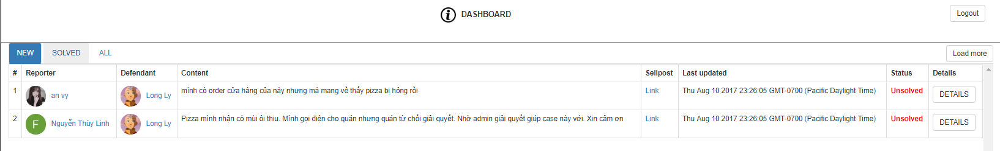 DASHBOARD
Logout
NEW SOLVED ALL
Load more
# Reporter Defendant Content Sellpost Last updated Status Details
1 an vy Long Ly mình có order cửa hàng của này nhưng mà mang về thấy pizza bị hỏng rồi Link Thu Aug 10 2017 23:26:05 GMT-0700 (Pacific Daylight Time) Unsolved DETAILS
2 F Nguyễn Thùy Linh Long Ly Pizza mình nhận có mùi ôi thiu. Mình gọi điện cho quán nhưng quán từ chối giải quyết. Nhờ admin giải quyết giúp case này với. Xin cảm ơn Link Thu Aug 10 2017 23:26:05 GMT-0700 (Pacific Daylight Time) Unsolved DETAILS